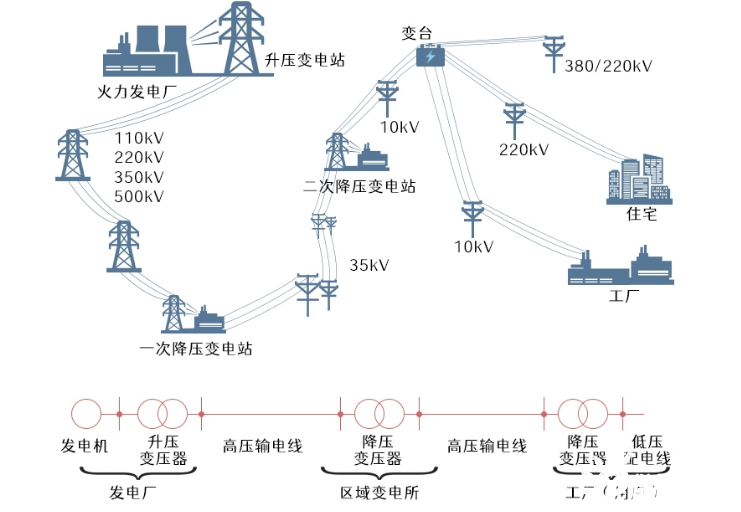 变台
升压变电站
380/220kV
火力发电厂
10kV
110kV
220kV
350kV
500kV
220kV
二次降压变电站
住宅
10kV
35kV
工厂
一次降压变电站
发电机
升压
变压器
高压输电线
降压
变压器
高压输电线
降压
变压器
低压
配电线
发电厂
区域变电所
工厂